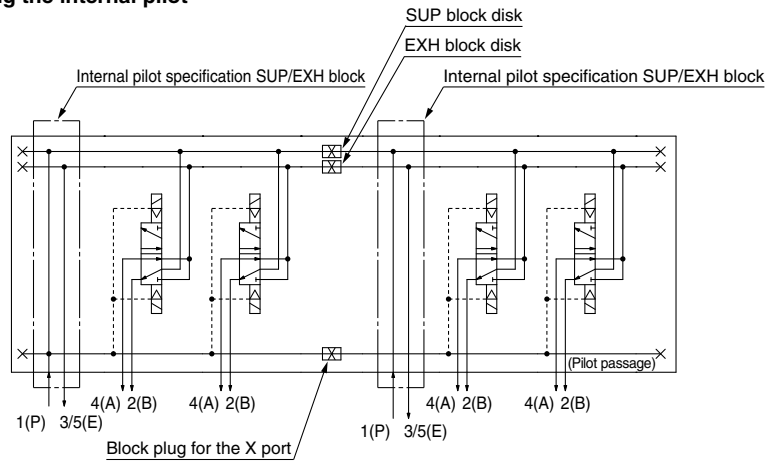 g the internal pilot
SUP block disk
EXH block disk
Internal pilot specification SUP/EXH block
Internal pilot specification SUP/EXH block
(Pilot passage)
4(A) 2(B)
4(A) 2(B)
4(A) 2(B)
4(A) 2(B)
1(P) 3/5(E)
1(P) 3/5(E)
Block plug for the X port